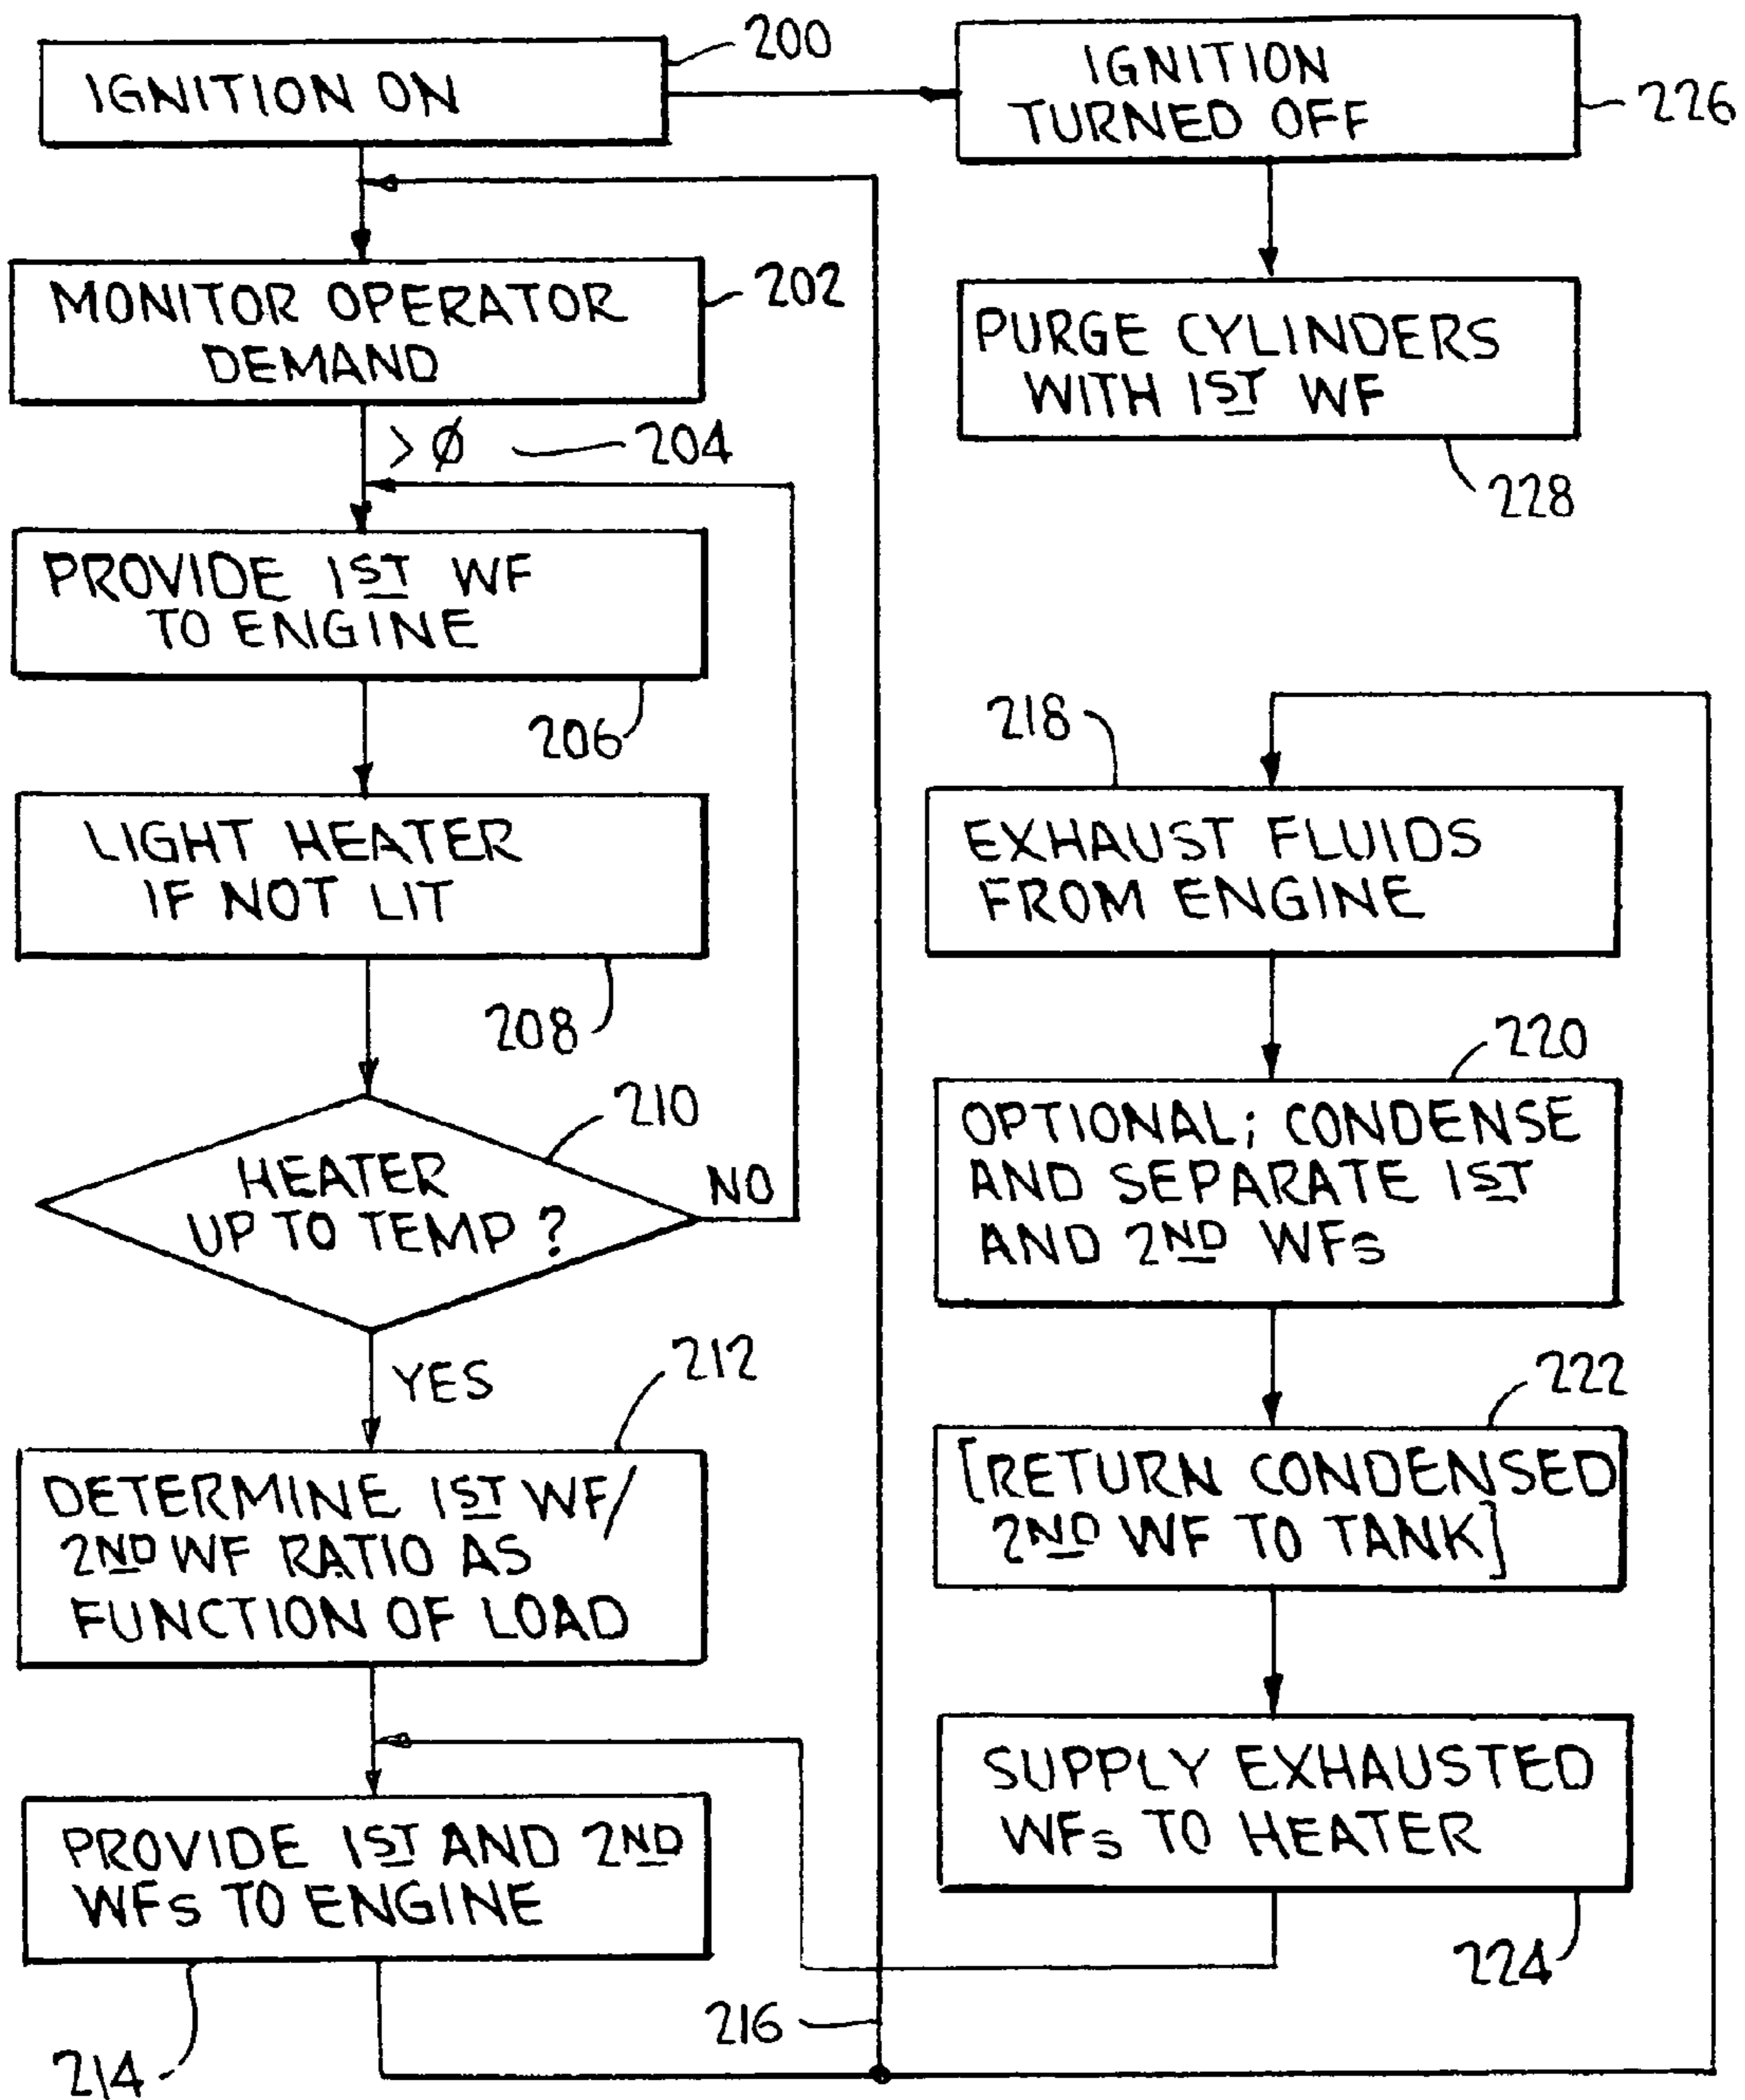 200
IGNITION ON
IGNITION
TURNED OFF
226
202
MONITOR OPERATOR
DEMAND
PURGE CYLINDERS
WITH 1ST WF
228
>Ø 204
PROVIDE 1ST WF
TO ENGINE
206
LIGHT HEATER
IF NOT LIT
208
210
HEATER
UP TO TEMP?
NO
YES
212
DETERMINE 1ST WF/
2ND WF RATIO AS
FUNCTION OF LOAD
PROVIDE 1ST AND 2ND
WFs TO ENGINE
214
216
218
EXHAUST FLUIDS
FROM ENGINE
220
OPTIONAL; CONDENSE
AND SEPARATE 1ST
AND 2ND WFs
222
[RETURN CONDENSED
2ND WF TO TANK]
SUPPLY EXHAUSTED
WFs TO HEATER
224